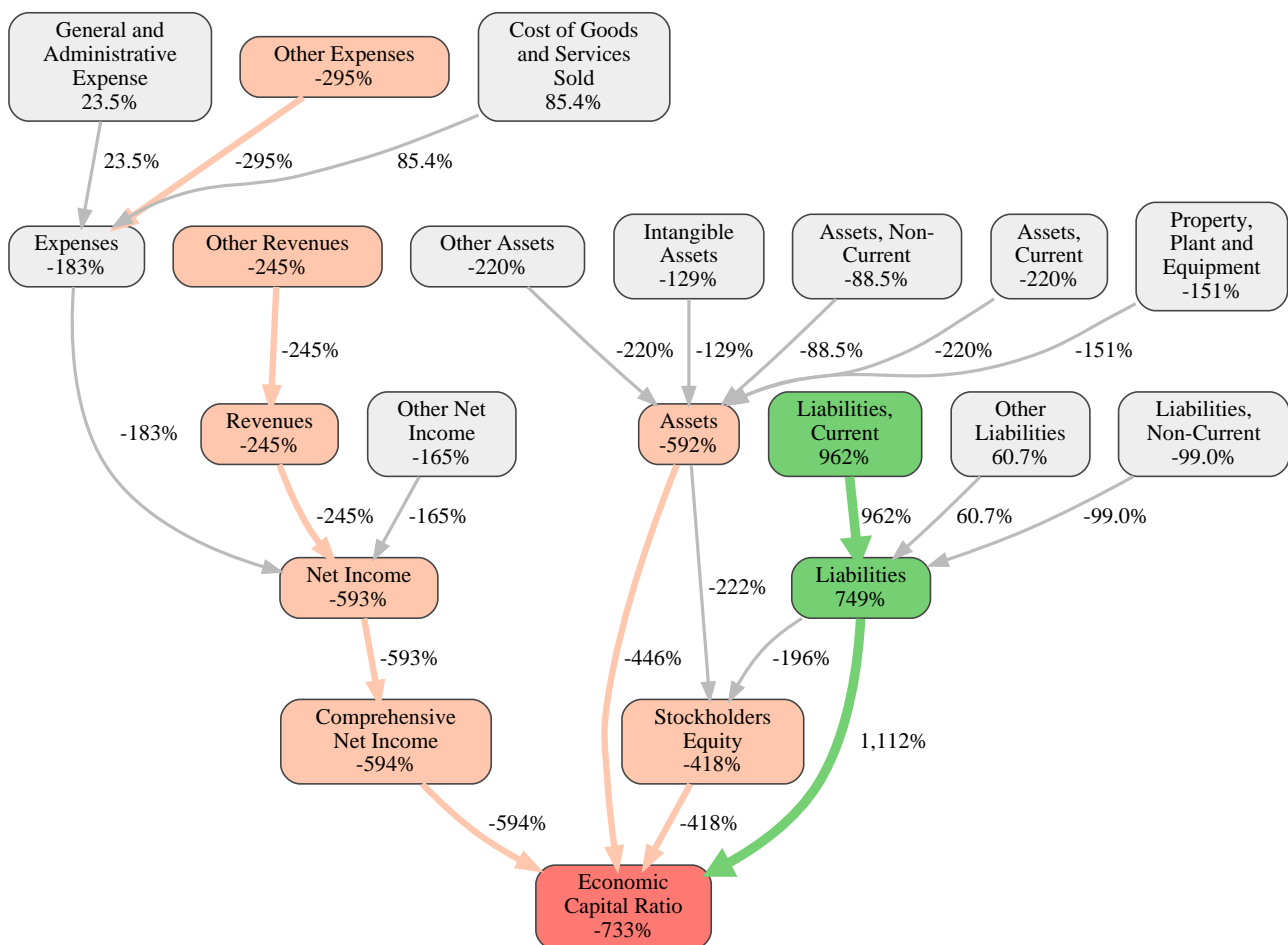 General and
Administrative
Expense
23.5%
Other Expenses
-295%
Cost of Goods
and Services
Sold
85.4%
23.5%
-295%
85.4%
Expenses
-183%
Other Revenues
-245%
Other Assets
-220%
Intangible
Assets
-129%
Assets, Non-
Current
-88.5%
Assets,
Current
-220%
Property,
Plant and
Equipment
-151%
-245%
-220%
-129%
-88.5%
-220%
-151%
-183%
Revenues
-245%
Other Net
Income
-165%
Assets
-592%
Liabilities,
Current
962%
Other
Liabilities
60.7%
Liabilities,
Non-Current
-99.0%
-245%
-165%
962%
60.7%
-99.0%
Net Income
-593%
-222%
Liabilities
749%
-593%
-446%
-196%
Comprehensive
Net Income
-594%
Stockholders
Equity
-418%
1,112%
-594%
-418%
Economic
Capital Ratio
-733%